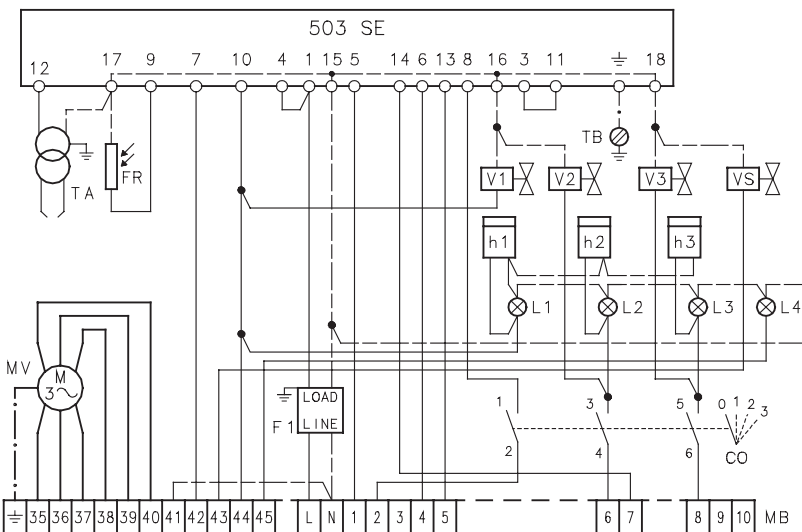 503 SE
12 17 9 7 10 4 1 15 5 14 6 4 13 8 16 3 11 18
TB
TA FR V1 V2 V3 VS
h1 h2 h3
L1 L2 L3 L4
MV M 3
LOAD
F1 LINE
1 3 5 0 1 2 3
2 4 6 CO
35 36 37 38 39 40 41 42 43 44 45 L N 1 2 3 4 5 6 7 8 9 10 MB